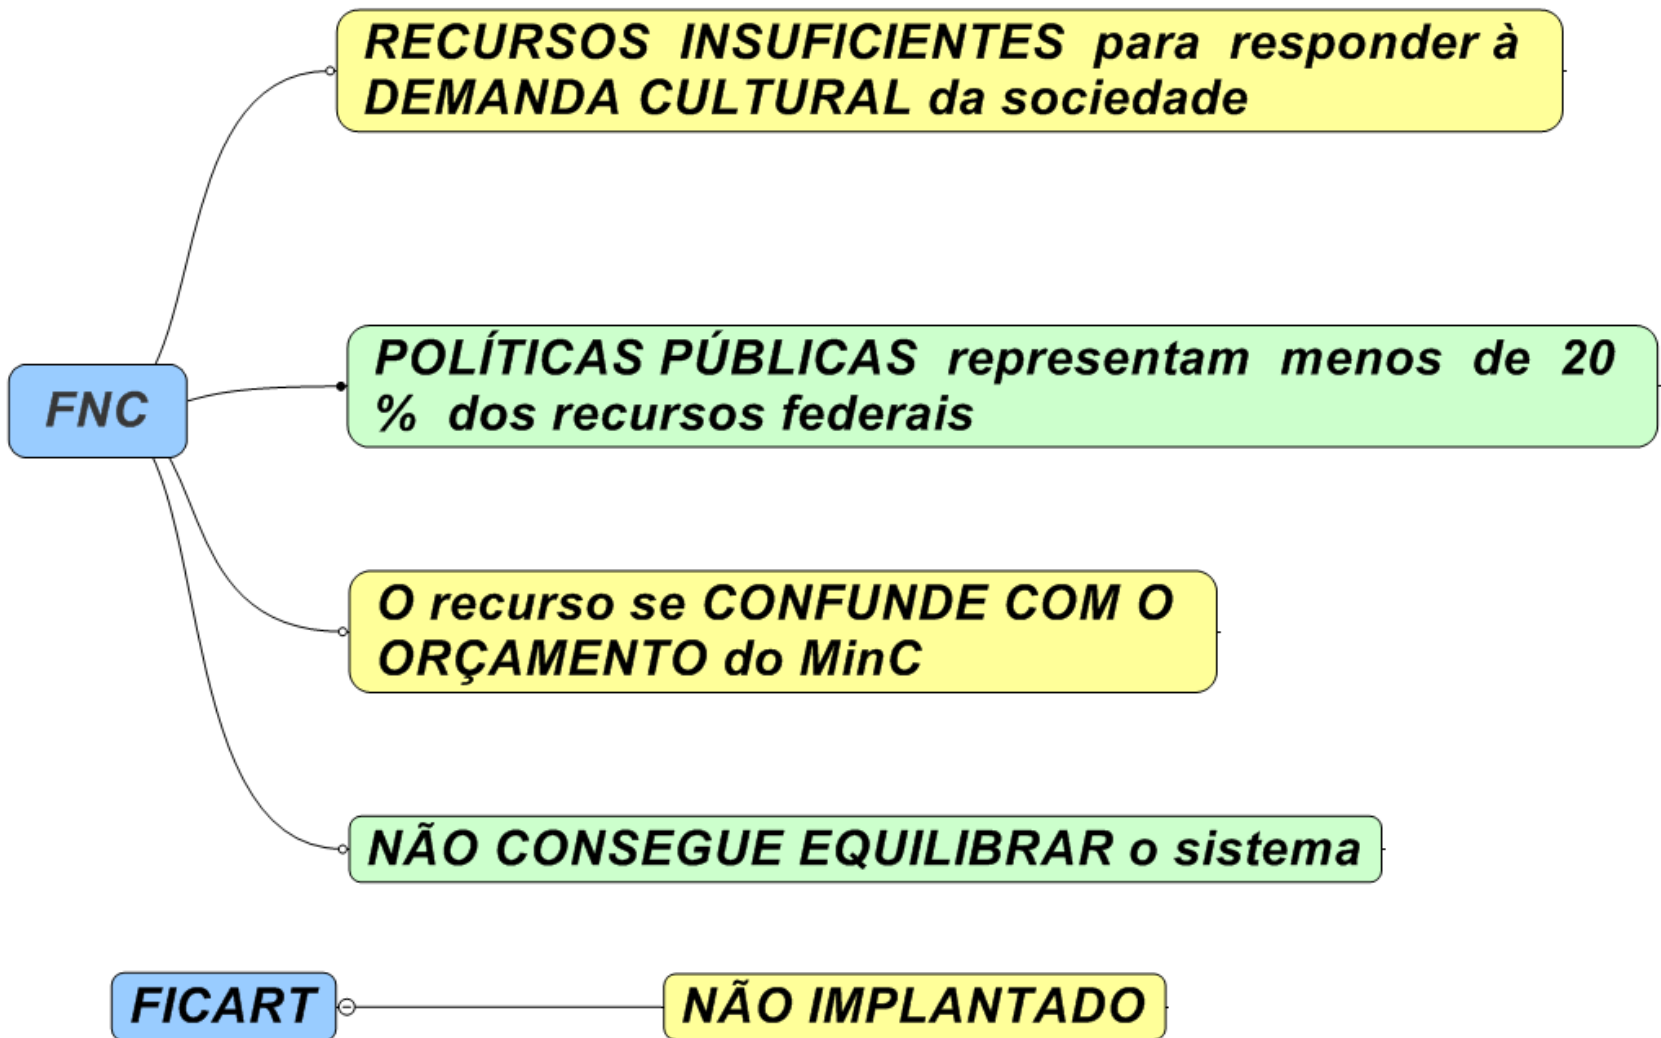 RECURSOS INSUFICIENTES para responder à
DEMANDA CULTURAL da sociedade
POLÍTICAS PÚBLICAS representam menos de 20
% dos recursos federais
FNC
O recurso se CONFUNDE COM O
ORÇAMENTO do MinC
NÃO CONSEGUE EQUILIBRAR o sistema
FICART
NÃO IMPLANTADO